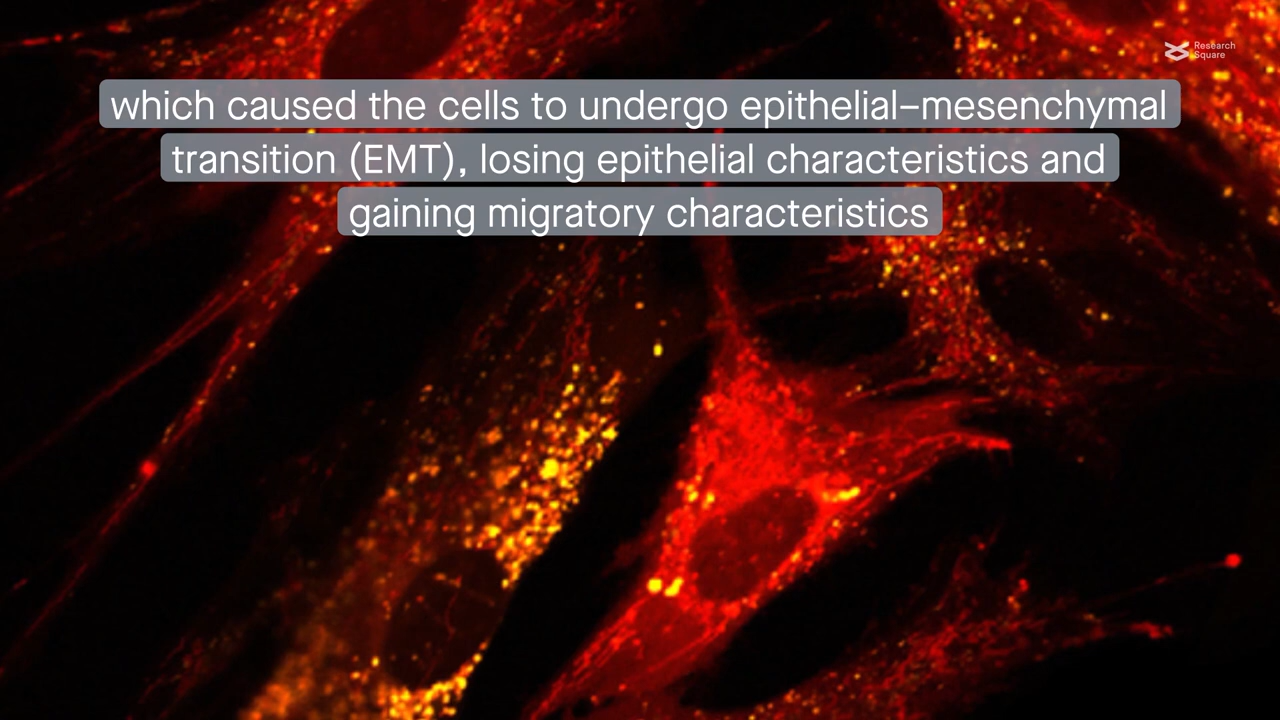 Research
Square
which caused the cells to undergo epithelial–mesenchymal
transition (EMT), losing epithelial characteristics and
gaining migratory characteristics